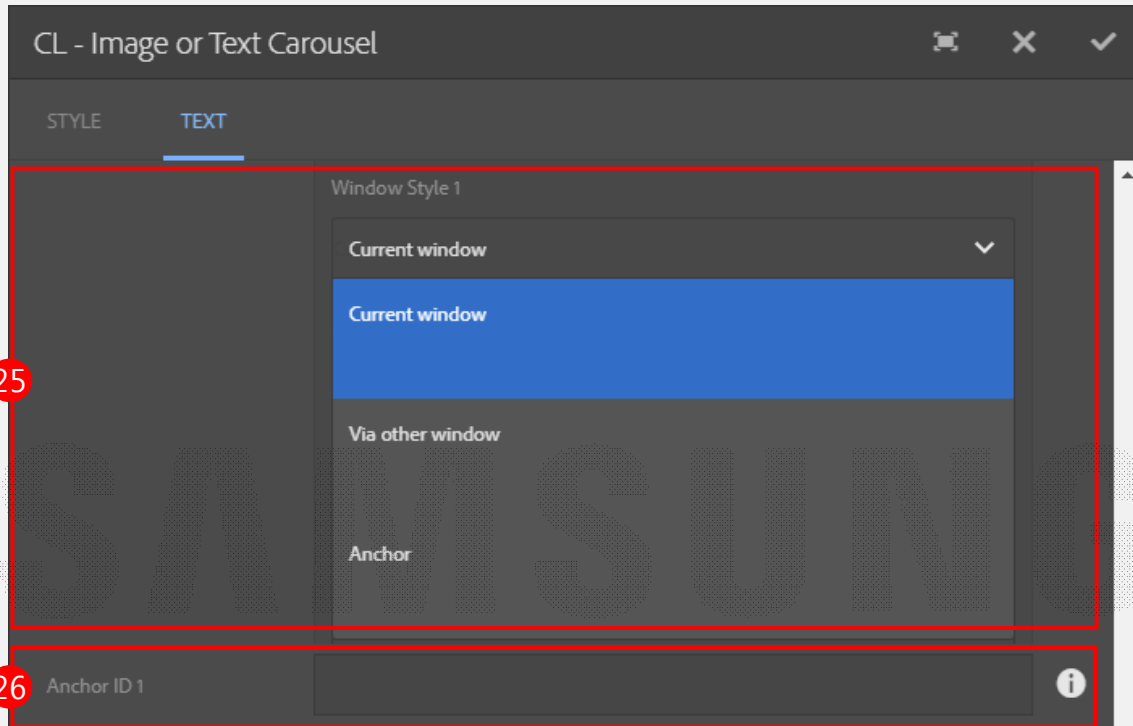 CL - Image or Text Carousel
STYLE TEXT
Window Style 1
Current window
Current window
25
Via other window
SAMSUNG
Anchor
26 Anchor ID 1